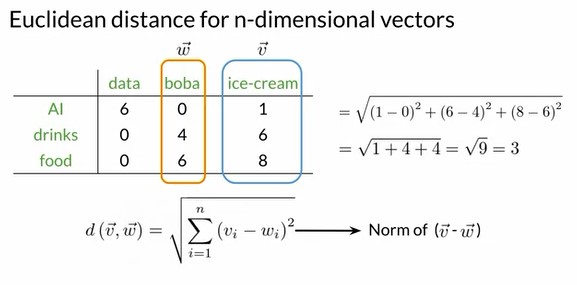 Euclidean distance for n-dimensional vectors
$\vec{w}$ $\vec{v}$
data boba ice-cream
AI 6 0 1
drinks 0 4 6
food 0 6 8
$= \sqrt{(1-0)^2 + (6-4)^2 + (8-6)^2}$
$= \sqrt{1+4+4} = \sqrt{9} = 3$
$d(\vec{v}, \vec{w}) = \sqrt{\sum_{i=1}^{n} (v_i - w_i)^2}$ → Norm of $(\vec{v} - \vec{w})$